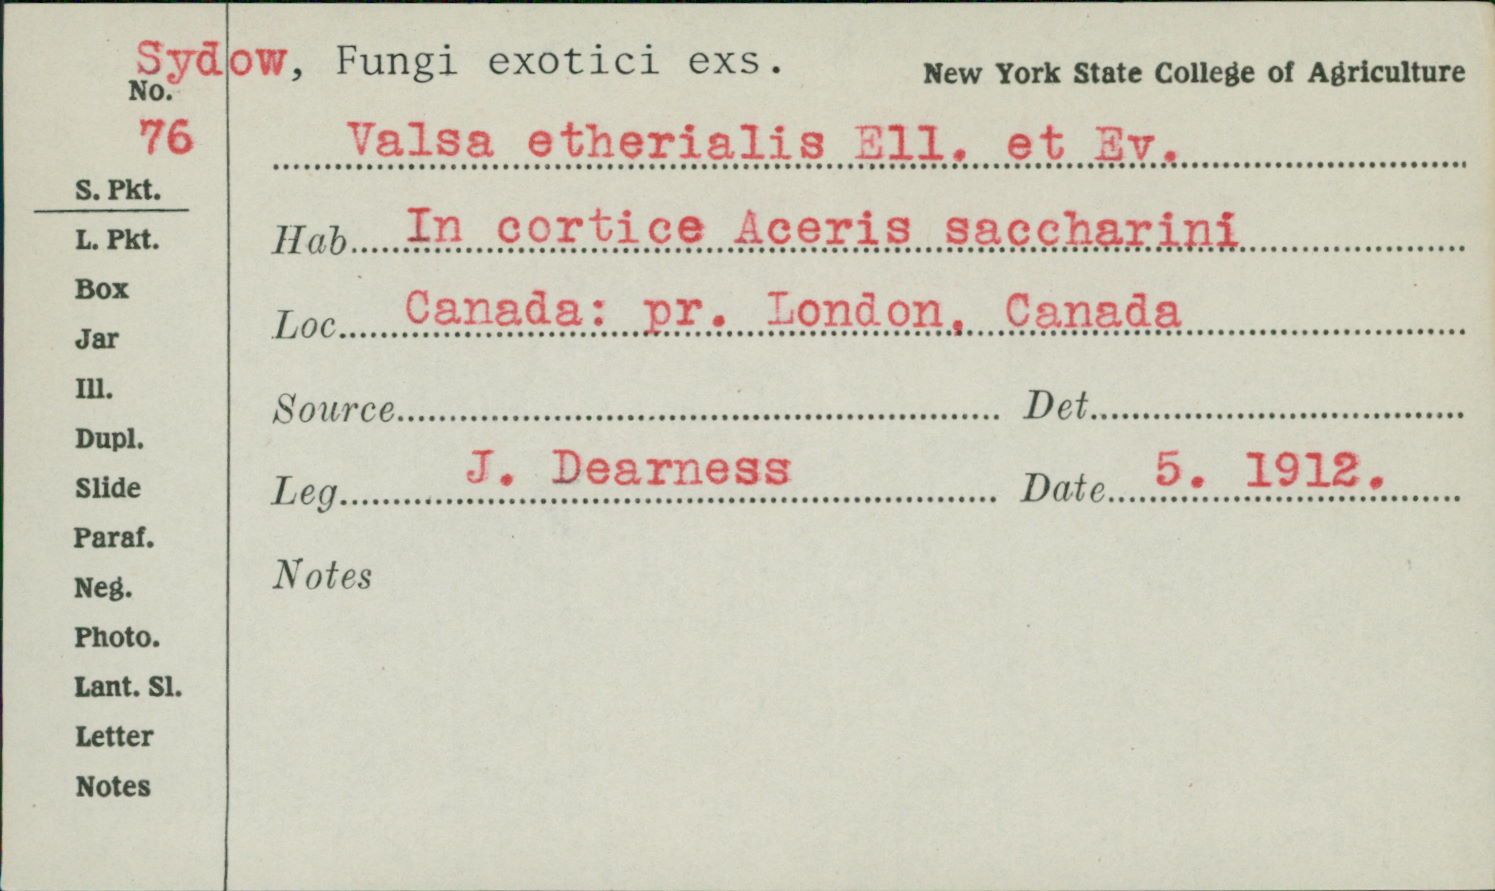 Sydow, Fungi exotici exs.
New York State College of Agriculture
No.
76
Valsa etherialis Ell. et Ev.
S. Pkt.
L. Pkt.
Hab. In cortice Aceris saccharini
Box
Loc. Canada: pr. London, Canada
Jar
Ill.
Source Det.
Dupl.
Leg. J. Dearness Date 5. 1912.
Slide
Paraf.
Notes
Neg.
Photo.
Lant. Sl.
Letter
Notes